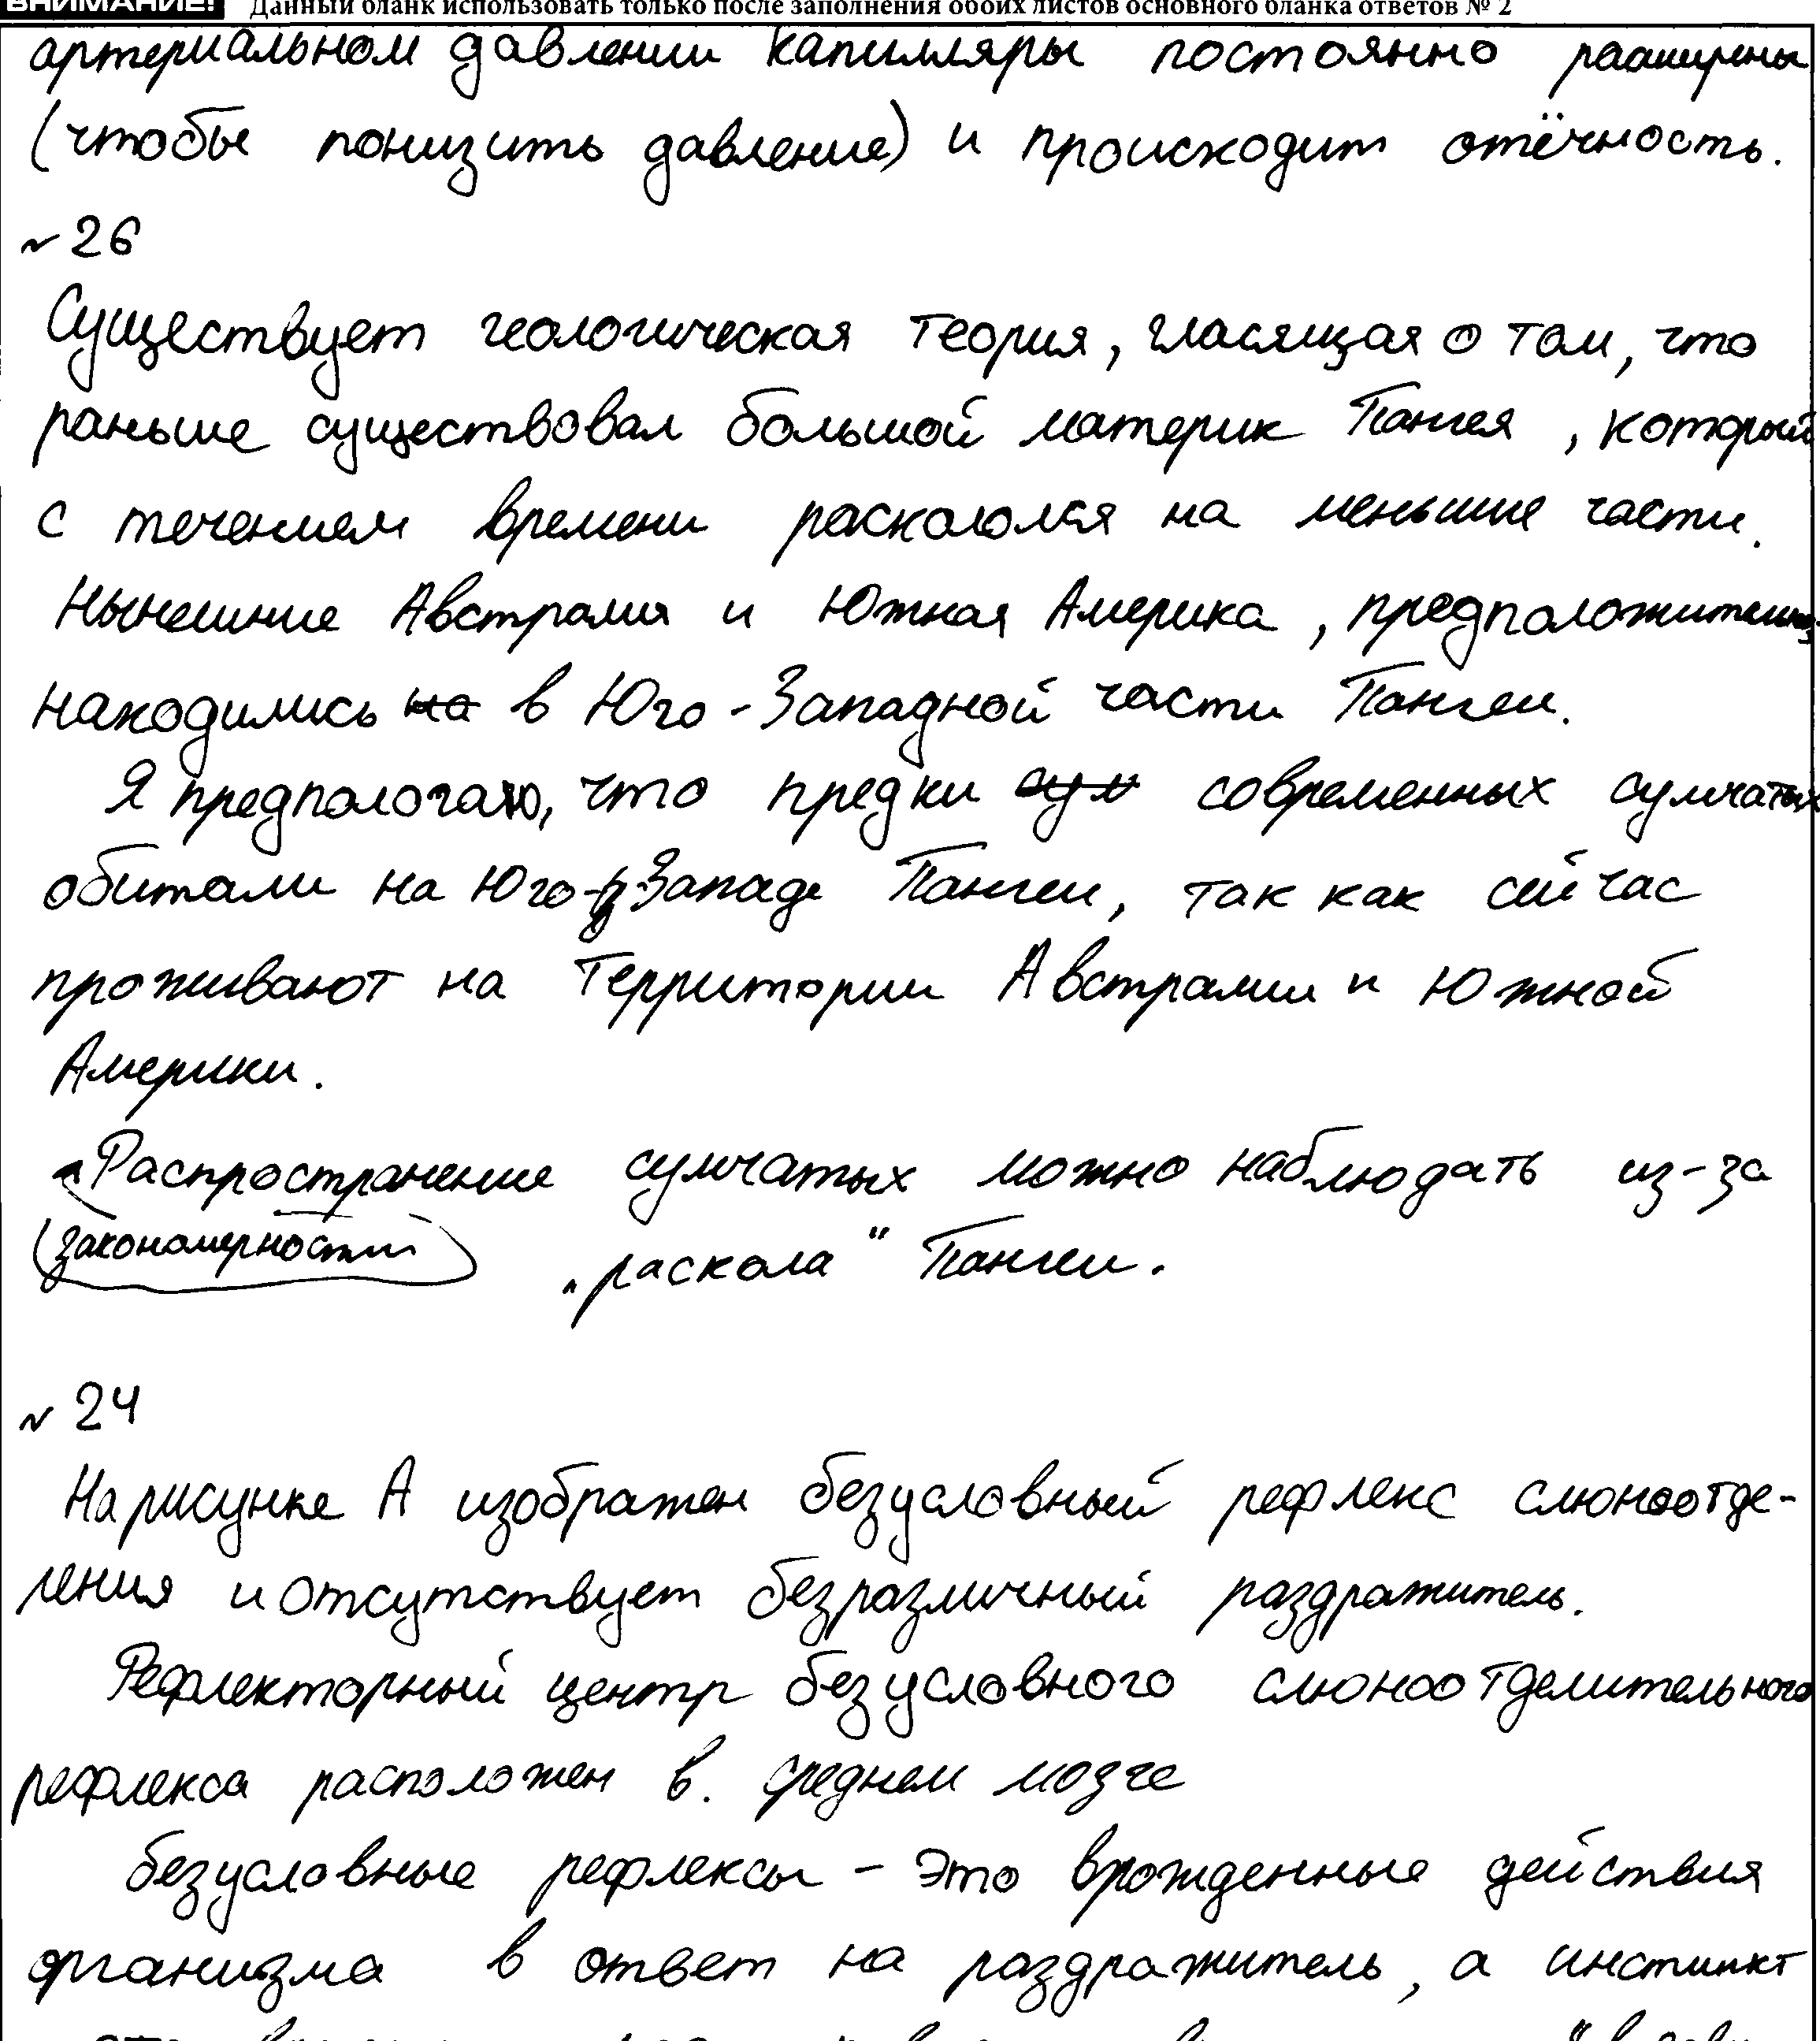 ВНИМАНИЕ! Данный бланк использовать только после заполнения обоих листов основного бланка ответов № 2
артериальном давлении капилляры постоянно расширены
(чтобы понизить давление) и происходит отёчность.
~ 26
Существует геологическая теория, гласящая о том, что
раньше существовал большой материк Пангея, который
с течением времени раскололся на меньшие части.
Нынешние Австралия и Южная Америка, предположительно,
находились на в Юго-Западной части Пангеи.
Я предпологаю, что предки сум современных сумчатых
обитали на Юго-Западе Пангеи, так как сейчас
проживают на территории Австралии и Южной
Америки.
Распространение сумчатых можно наблюдать из-за
(закономерности) „раскола" Пангеи.
~ 24
На рисунке А изображен безусловный рефлекс слюноотде-
ления и отсутствует безразличный раздражитель.
Рефлекторный центр безусловного слюноотделительного
рефлекса расположен в. среднем мозге
безусловные рефлексы - это врожденные действия
организма в ответ на раздражитель, а инстинкт